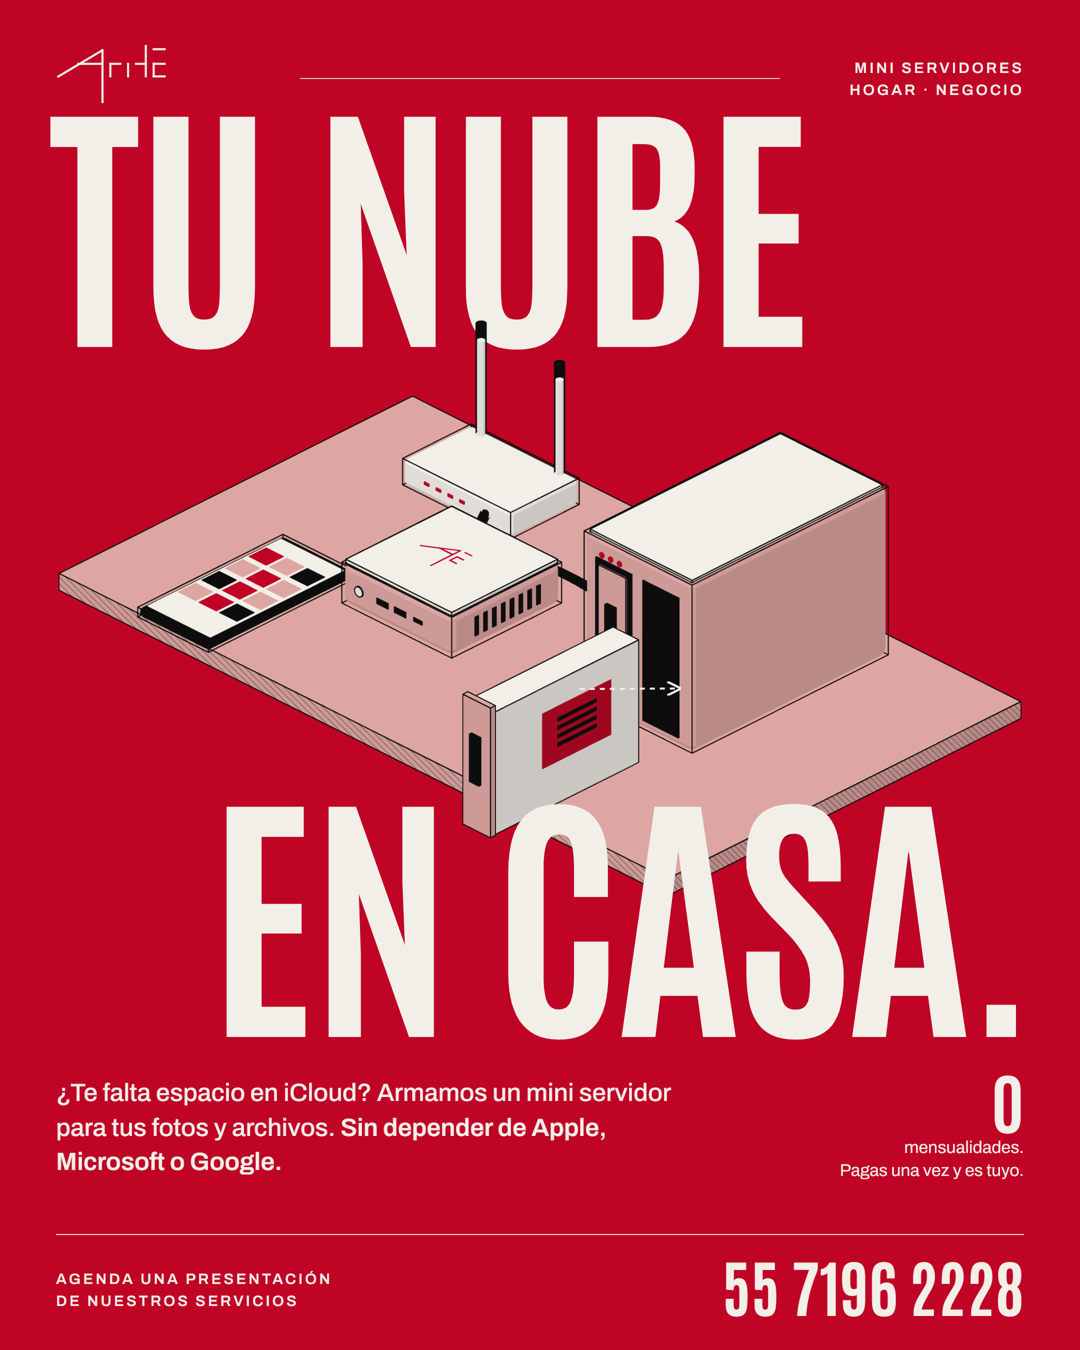 Arife
MINI SERVIDORES
HOGAR · NEGOCIO
TU NUBE
EN CASA.
¿Te falta espacio en iCloud? Armamos un mini servidor
para tus fotos y archivos. Sin depender de Apple,
Microsoft o Google.
0
mensualidades.
Pagas una vez y es tuyo.
AGENDA UNA PRESENTACIÓN
DE NUESTROS SERVICIOS
55 7196 2228